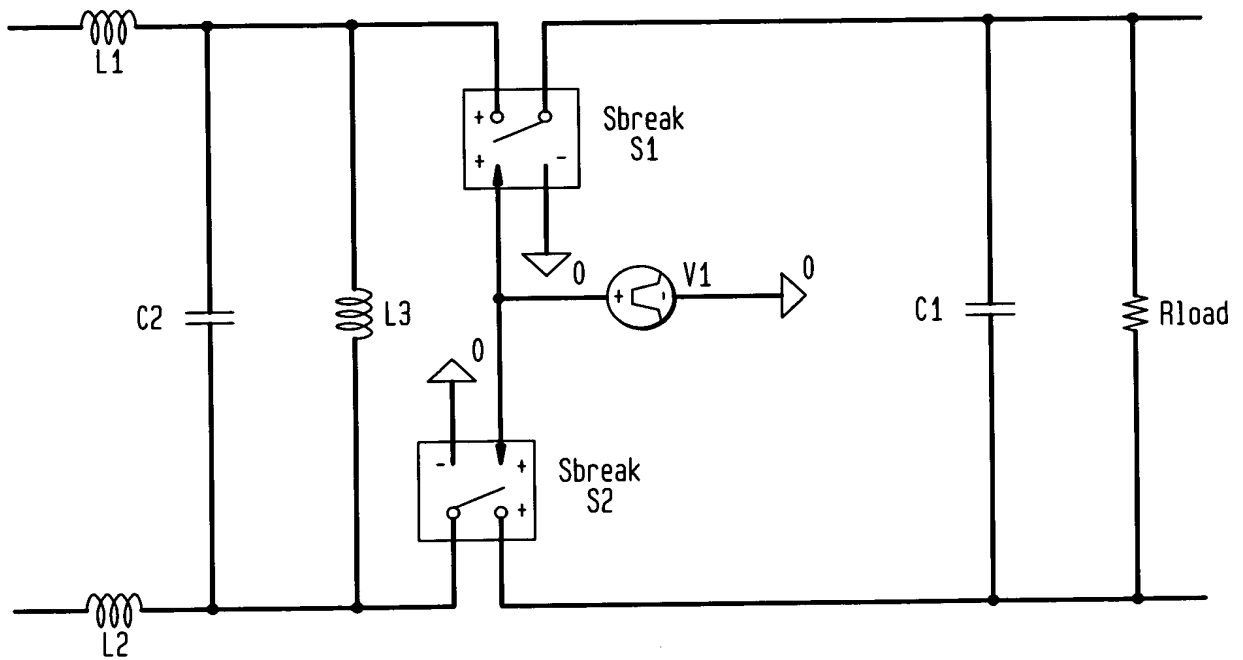 L1
+
Sbreak
S1
+ -
0
+ - V1
0
C2
L3
C1
Rload
0
- +
Sbreak
S2
+
L2